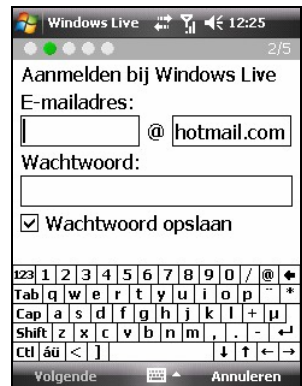 Windows Live 12:25
2/5
Aanmelden bij Windows Live
E-mailadres:
@ hotmail.com
Wachtwoord:
Wachtwoord opslaan
123 1 2 3 4 5 6 7 8 9 0 / @
Tab q w e r t y u i o p ¨ *
Cap a s d f g h j k l + µ
Shift z x c v b n m , . -
Ctl áü < ]
Volgende Annuleren